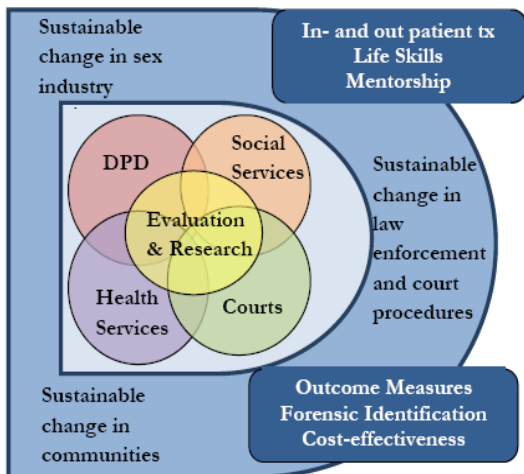 Sustainable
change in sex
industry
In- and out patient tx
Life Skills
Mentorship
DPD
Social
Services
Evaluation
& Research
Health
Services
Courts
Sustainable
change in
law
enforcement
and court
procedures
Sustainable
change in
communities
Outcome Measures
Forensic Identification
Cost-effectiveness